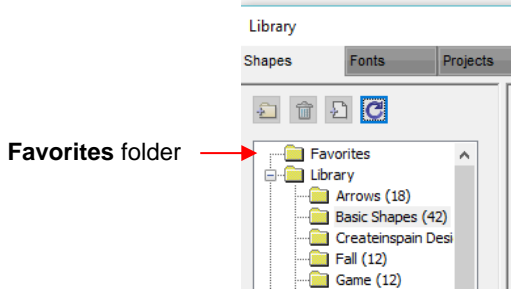 Library
Shapes Fonts Projects
Favorites folder
Favorites
Library
Arrows (18)
Basic Shapes (42)
Createinspain Desi
Fall (12)
Game (12)